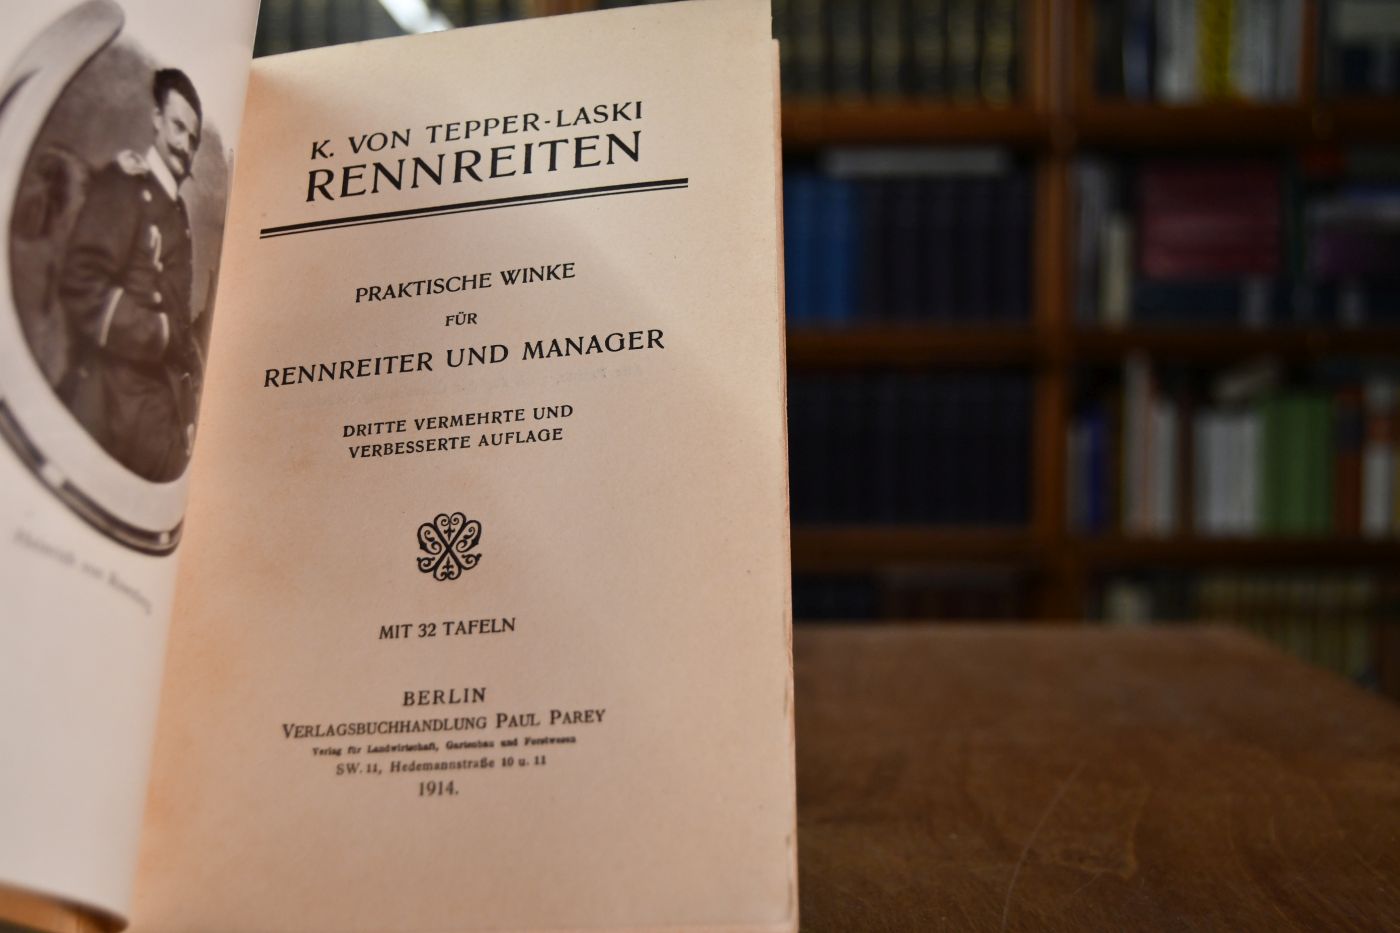 K. VON TEPPER-LASKI
RENNREITEN
PRAKTISCHE WINKE
FÜR
RENNREITER UND MANAGER
DRITTE VERMEHRTE UND
VERBESSERTE AUFLAGE
MIT 32 TAFELN
BERLIN
VERLAGSBUCHHANDLUNG PAUL PAREY
Verlag für Landwirtschaft, Gartenbau und Forstwesen
SW. 11, Hedemannstraße 10 u. 11
1914.